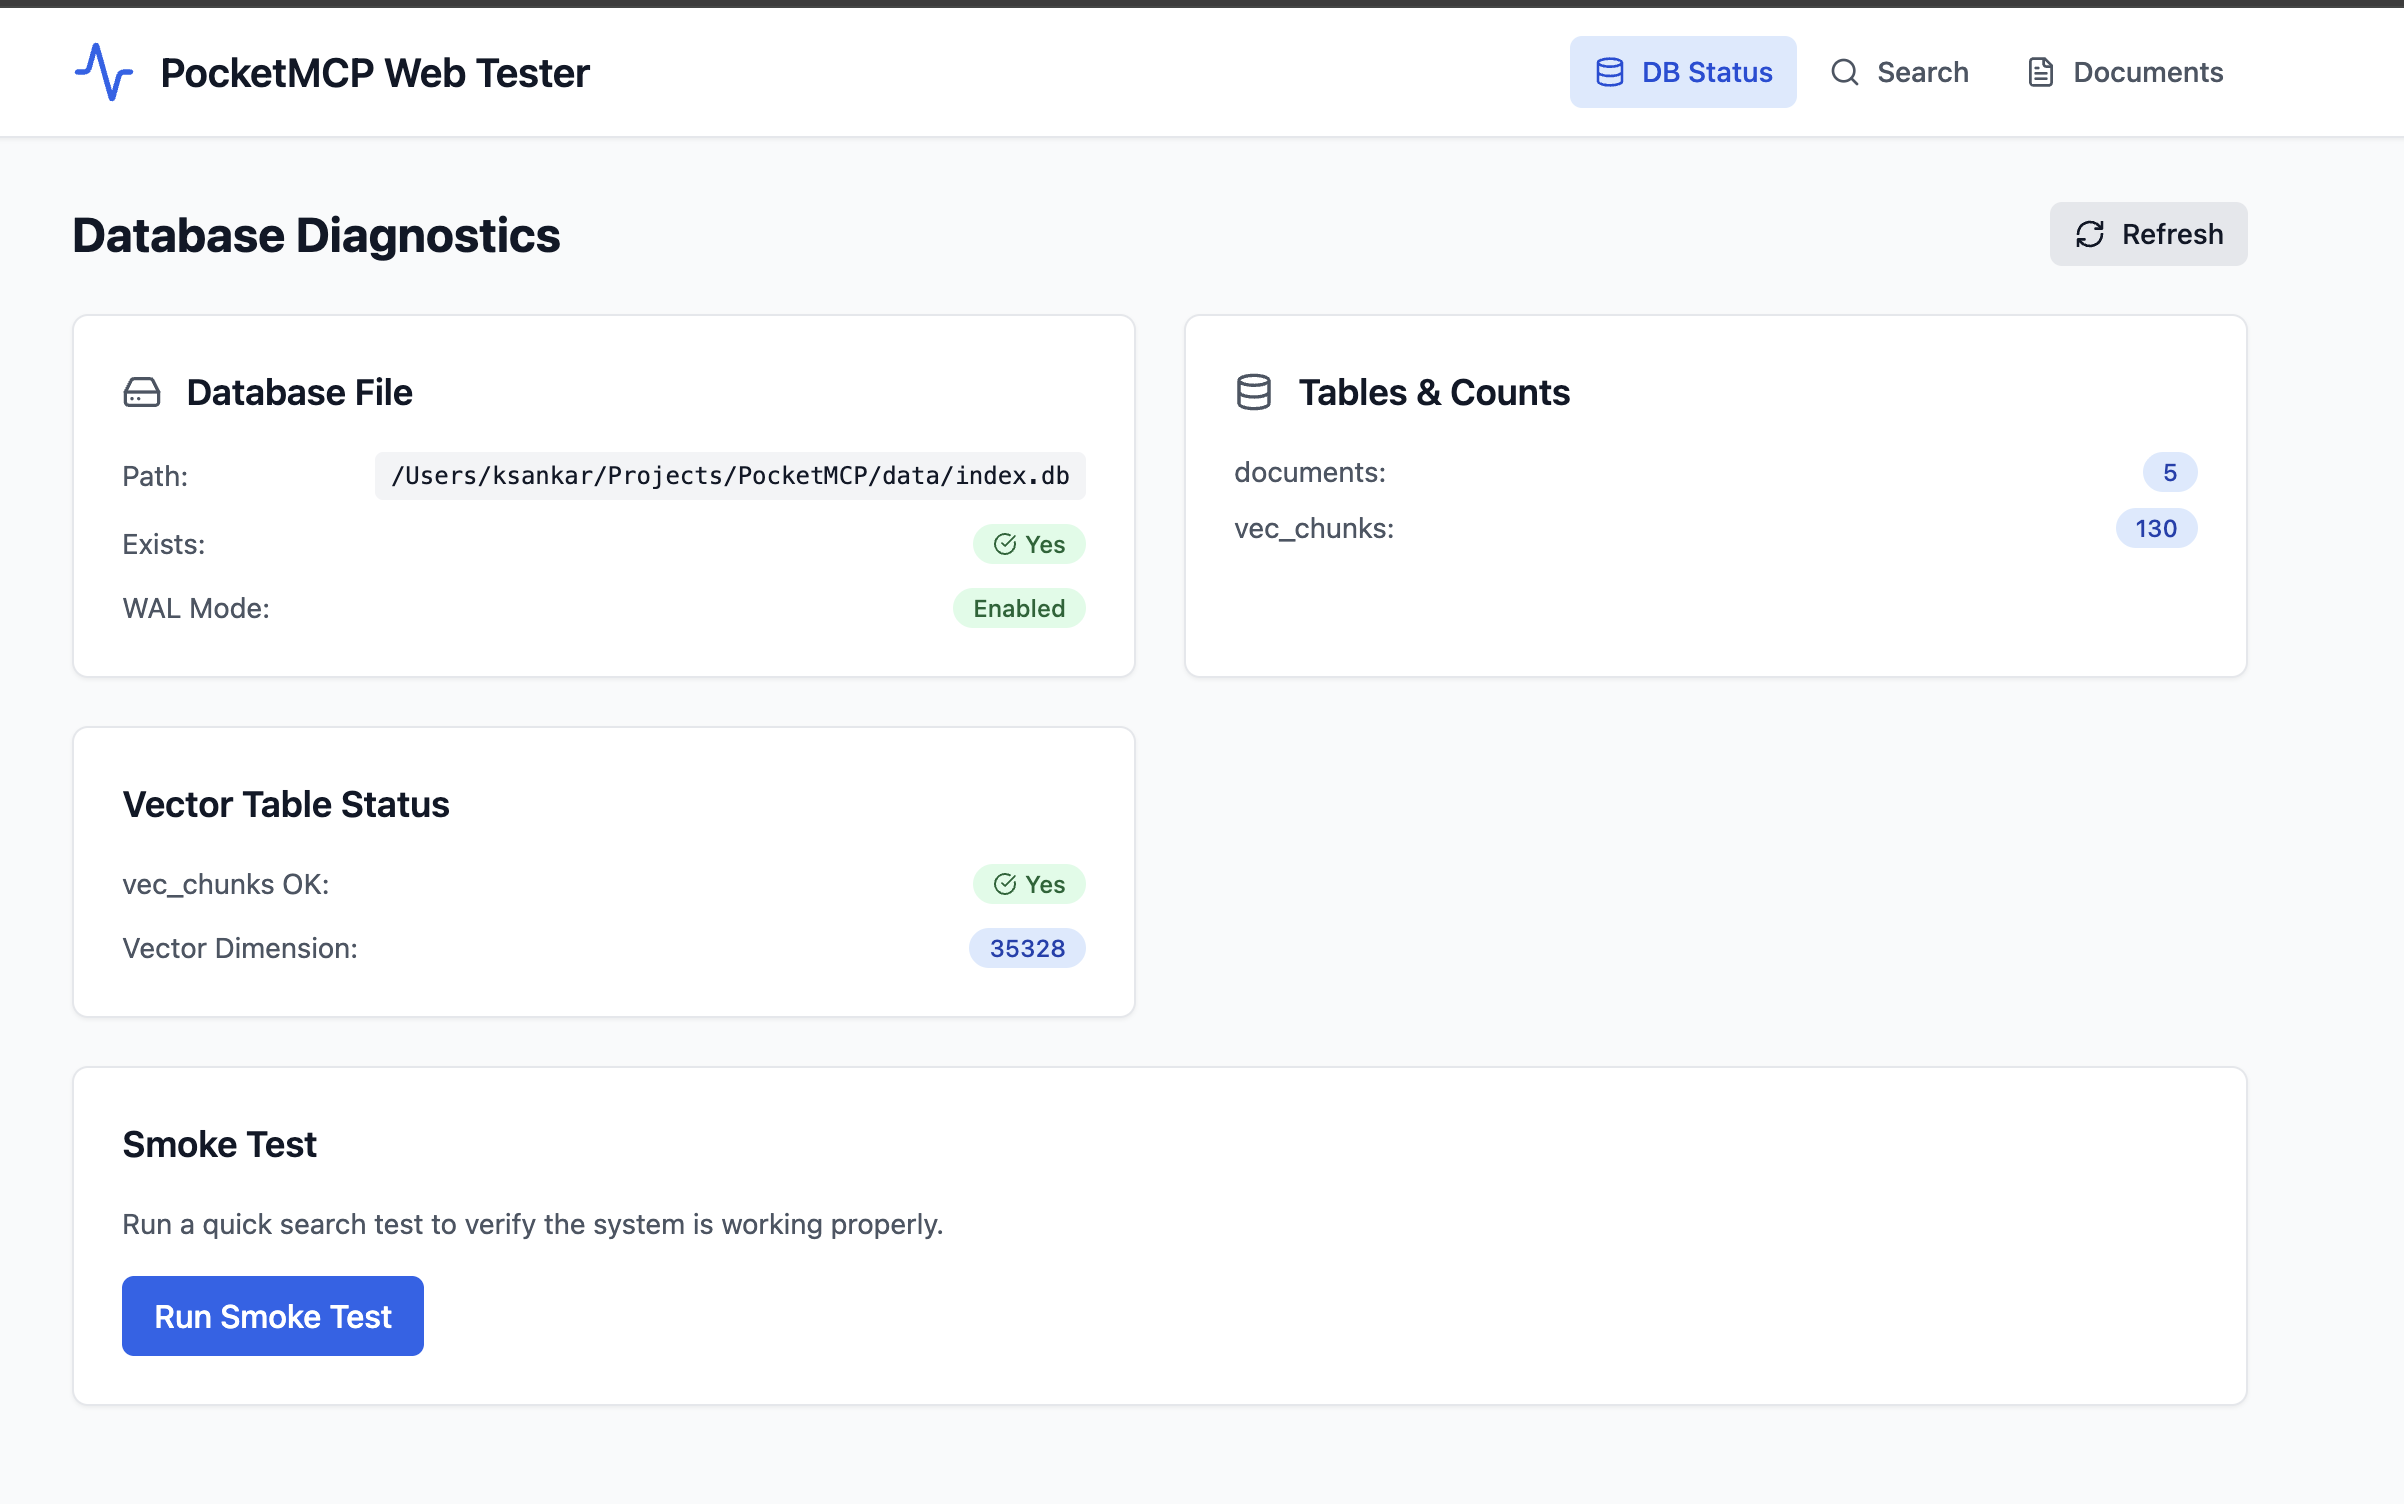 PocketMCP Web Tester
DB Status
Search
Documents
Database Diagnostics
Refresh
Database File
Path: /Users/ksankar/Projects/PocketMCP/data/index.db
Exists: Yes
WAL Mode: Enabled
Tables & Counts
documents: 5
vec_chunks: 130
Vector Table Status
vec_chunks OK: Yes
Vector Dimension: 35328
Smoke Test
Run a quick search test to verify the system is working properly.
Run Smoke Test